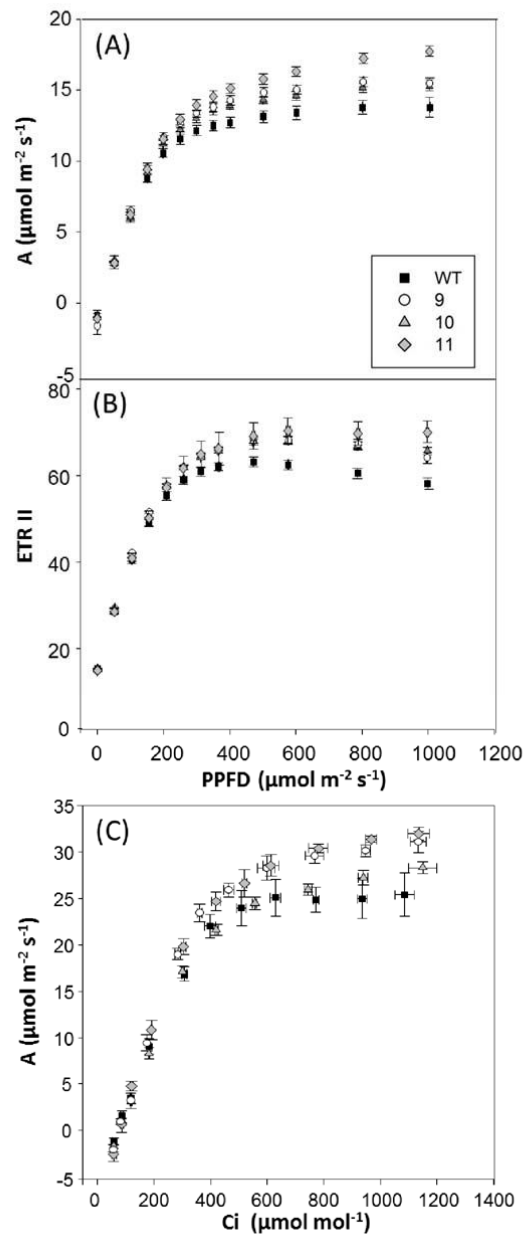 (A)
20
15
10
5
0
-5
A (µmol m⁻² s⁻¹)
WT
9
10
11
(B)
80
60
40
20
0
ETR II
0 200 400 600 800 1000 1200
PPFD (µmol m⁻² s⁻¹)
(C)
35
30
25
20
15
10
5
0
-5
A (µmol m⁻² s⁻¹)
0 200 400 600 800 1000 1200 1400
Ci (µmol mol⁻¹)